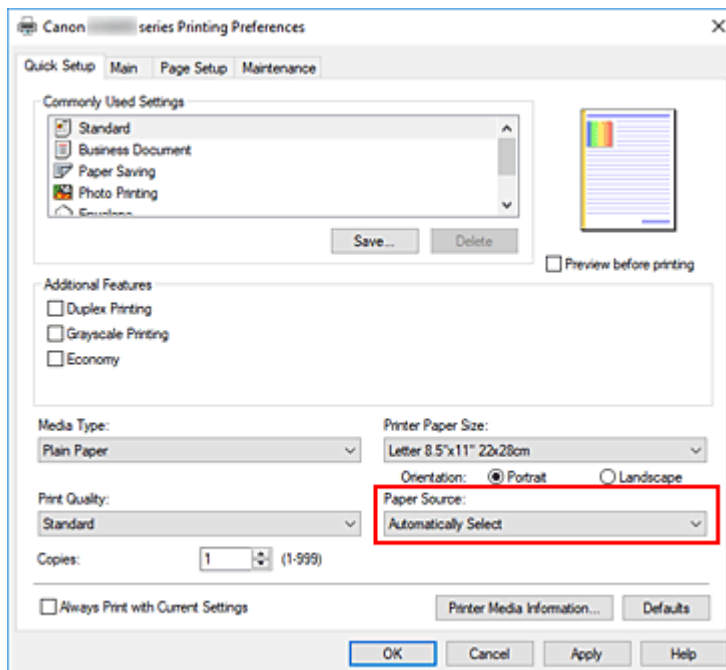 Canon series Printing Preferences
Quick Setup Main Page Setup Maintenance
Commonly Used Settings
Standard
Business Document
Paper Saving
Photo Printing
Envelope
Save... Delete
Preview before printing
Additional Features
Duplex Printing
Grayscale Printing
Economy
Media Type: Printer Paper Size:
Plain Paper Letter 8.5"x11" 22x28cm
Orientation: Portrait Landscape
Print Quality: Paper Source:
Standard Automatically Select
Copies: 1 (1-999)
Always Print with Current Settings Printer Media Information... Defaults
OK Cancel Apply Help